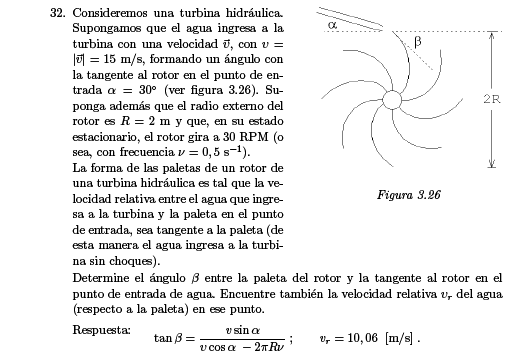 32. Consideremos una turbina hidráulica.
Supongamos que el agua ingresa a la
turbina con una velocidad v⃗, con v =
|v⃗| = 15 m/s, formando un ángulo con
la tangente al rotor en el punto de en-
trada α = 30° (ver figura 3.26). Su-
ponga además que el radio externo del
rotor es R = 2 m y que, en su estado
estacionario, el rotor gira a 30 RPM (o
sea, con frecuencia ν = 0,5 s⁻¹).
La forma de las paletas de un rotor de
una turbina hidráulica es tal que la ve-
locidad relativa entre el agua que ingre-
sa a la turbina y la paleta en el punto
de entrada, sea tangente a la paleta (de
esta manera el agua ingresa a la turbi-
na sin choques).
α
β
2R
Figura 3.26
Determine el ángulo β entre la paleta del rotor y la tangente al rotor en el
punto de entrada de agua. Encuentre también la velocidad relativa vᵣ del agua
(respecto a la paleta) en ese punto.
Respuesta: tan β = v sin α / (v cos α − 2πRν) ; vᵣ = 10,06 [m/s] .